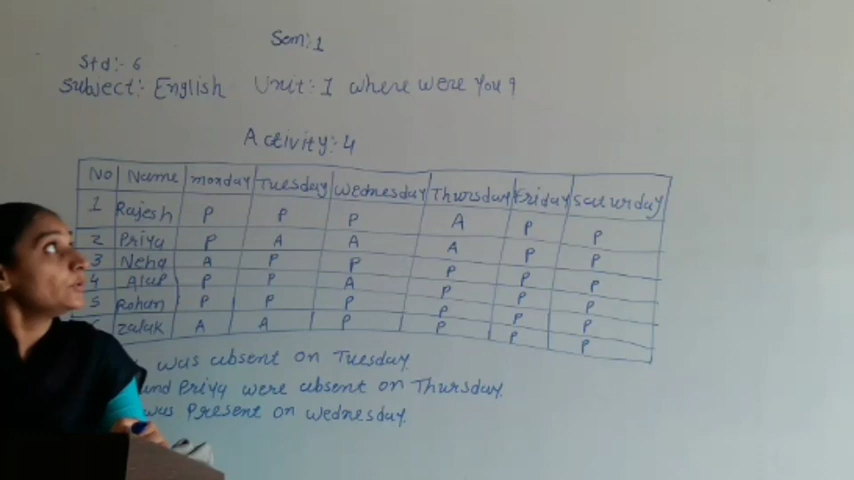 Sem: 1
Std:- 6
Subject:- English Unit:- 1 Where were You ?
Activity:- 4
No Name Monday Tuesday Wednesday Thursday Friday Saturday
1 Rajesh P P P A P P
2 Priya P A A A P P
3 Neha A P P P P P
4 Alap P P A P P P
5 Rohan P P P P P P
Zalak A A P P P P
was absent on Tuesday.
and Priya were absent on Thursday.
was Present on Wednesday.